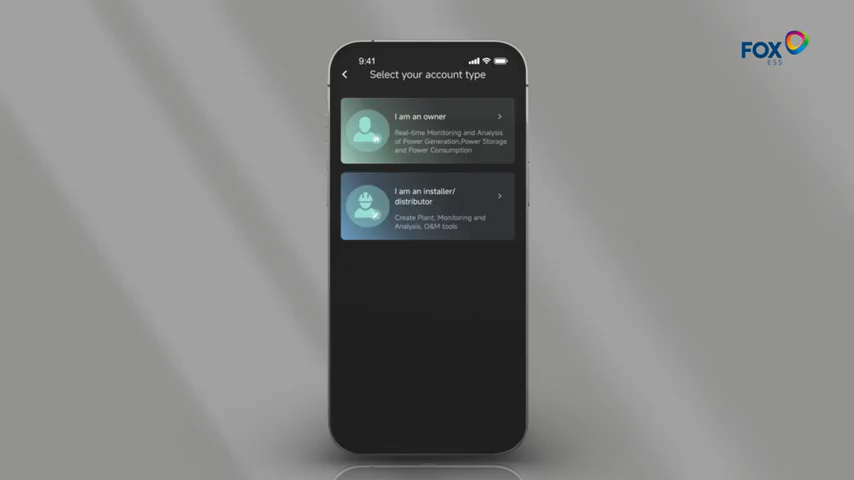 FOX
ESS
9:41
Select your account type
I am an owner
Real-time Monitoring and Analysis
of Power Generation,Power Storage
and Power Consumption
I am an installer/
distributor
Create Plant, Monitoring and
Analysis, O&M tools